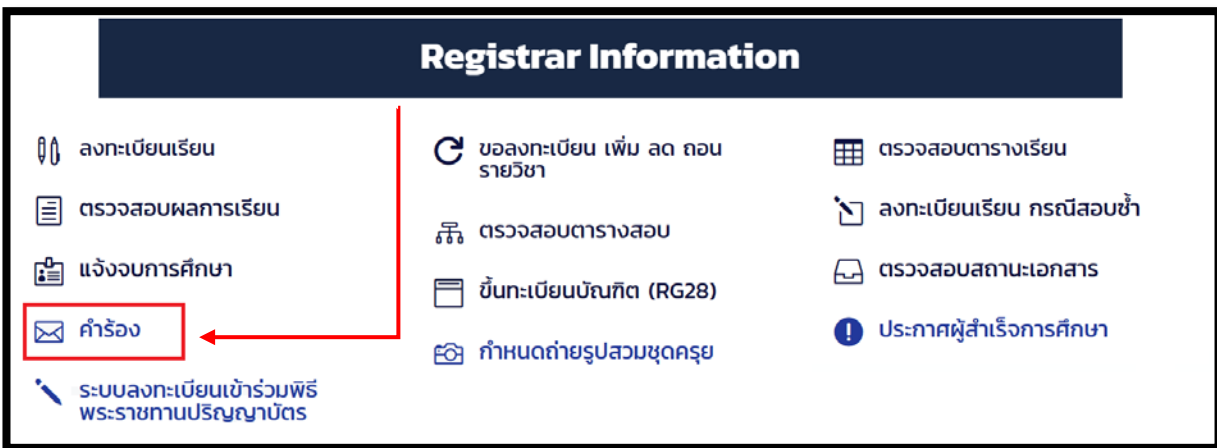 Registrar Information
ลงทะเบียนเรียน
ตรวจสอบผลการเรียน
แจ้งจบการศึกษา
คำร้อง
ระบบลงทะเบียนเข้าร่วมพิธี
พระราชทานปริญญาบัตร
ขอลงทะเบียน เพิ่ม ลด ถอน
รายวิชา
ตรวจสอบตารางสอบ
ขึ้นทะเบียนบัณฑิต (RG28)
กำหนดถ่ายรูปสวมชุดครุย
ตรวจสอบตารางเรียน
ลงทะเบียนเรียน กรณีสอบซ้ำ
ตรวจสอบสถานะเอกสาร
ประกาศผู้สำเร็จการศึกษา